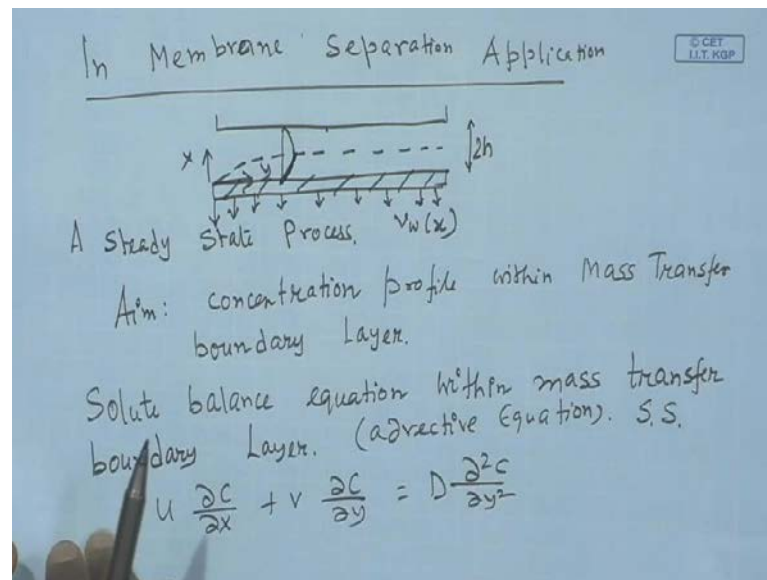 In Membrane Separation Application
© CET
I.I.T. KGP
x
y
2h
Vw(x)
A Steady State Process.
Aim: concentration profile within Mass Transfer
boundary Layer.
Solute balance equation within mass transfer
boundary Layer. (advective Equation). S.S.
u ∂c/∂x + v ∂c/∂y = D ∂²c/∂y²